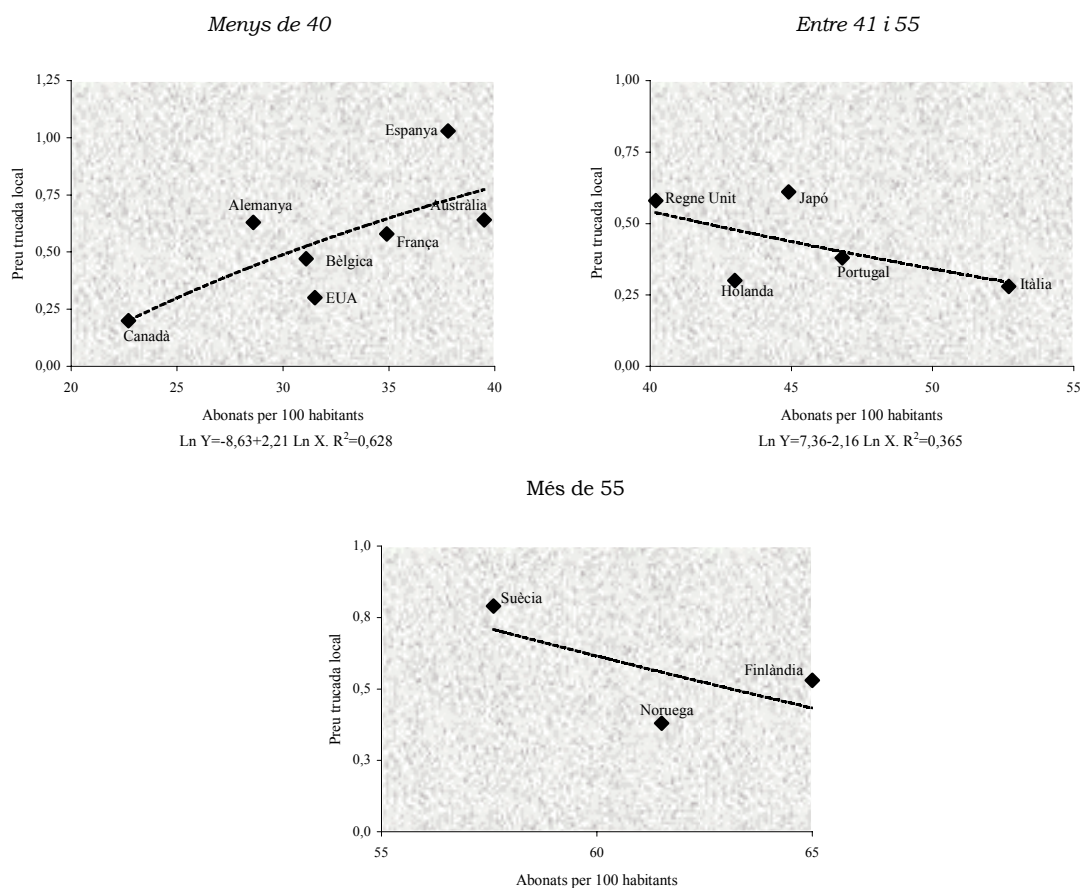 Menys de 40
1,25
1,00
0,75
0,50
0,25
0,00
Preu trucada local
Espanya
Alemanya
Austràlia
França
Bèlgica
EUA
Canadà
20 25 30 35 40
Abonats per 100 habitants
Ln Y=-8,63+2,21 Ln X. R²=0,628
Entre 41 i 55
1,00
0,75
0,50
0,25
0,00
Preu trucada local
Regne Unit
Japó
Portugal
Holanda
Itàlia
40 45 50 55
Abonats per 100 habitants
Ln Y=7,36-2,16 Ln X. R²=0,365
Més de 55
1,0
0,8
0,5
0,3
0,0
Preu trucada local
Suècia
Finlàndia
Noruega
55 60 65
Abonats per 100 habitants